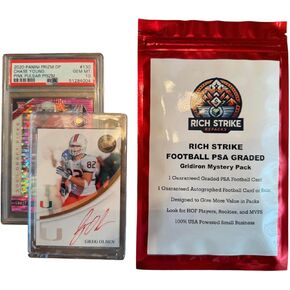 2020 PANINI PRIZM DP
#130
CHASE YOUNG
GEM MT
PINK PULSAR PRIZM
10
PSA
51284004
82
GREG OLSEN
RICH STRIKE
REPACKS
RICH STRIKE
FOOTBALL PSA GRADED
Gridiron Mystery Pack
1 Guaranteed Graded PSA Football Card
1 Guaranteed Autographed Football Card or Relic
Designed to Give More Value in Packs
Look for HOF Players, Rookies, and MVPS
100% USA Powered Small Business